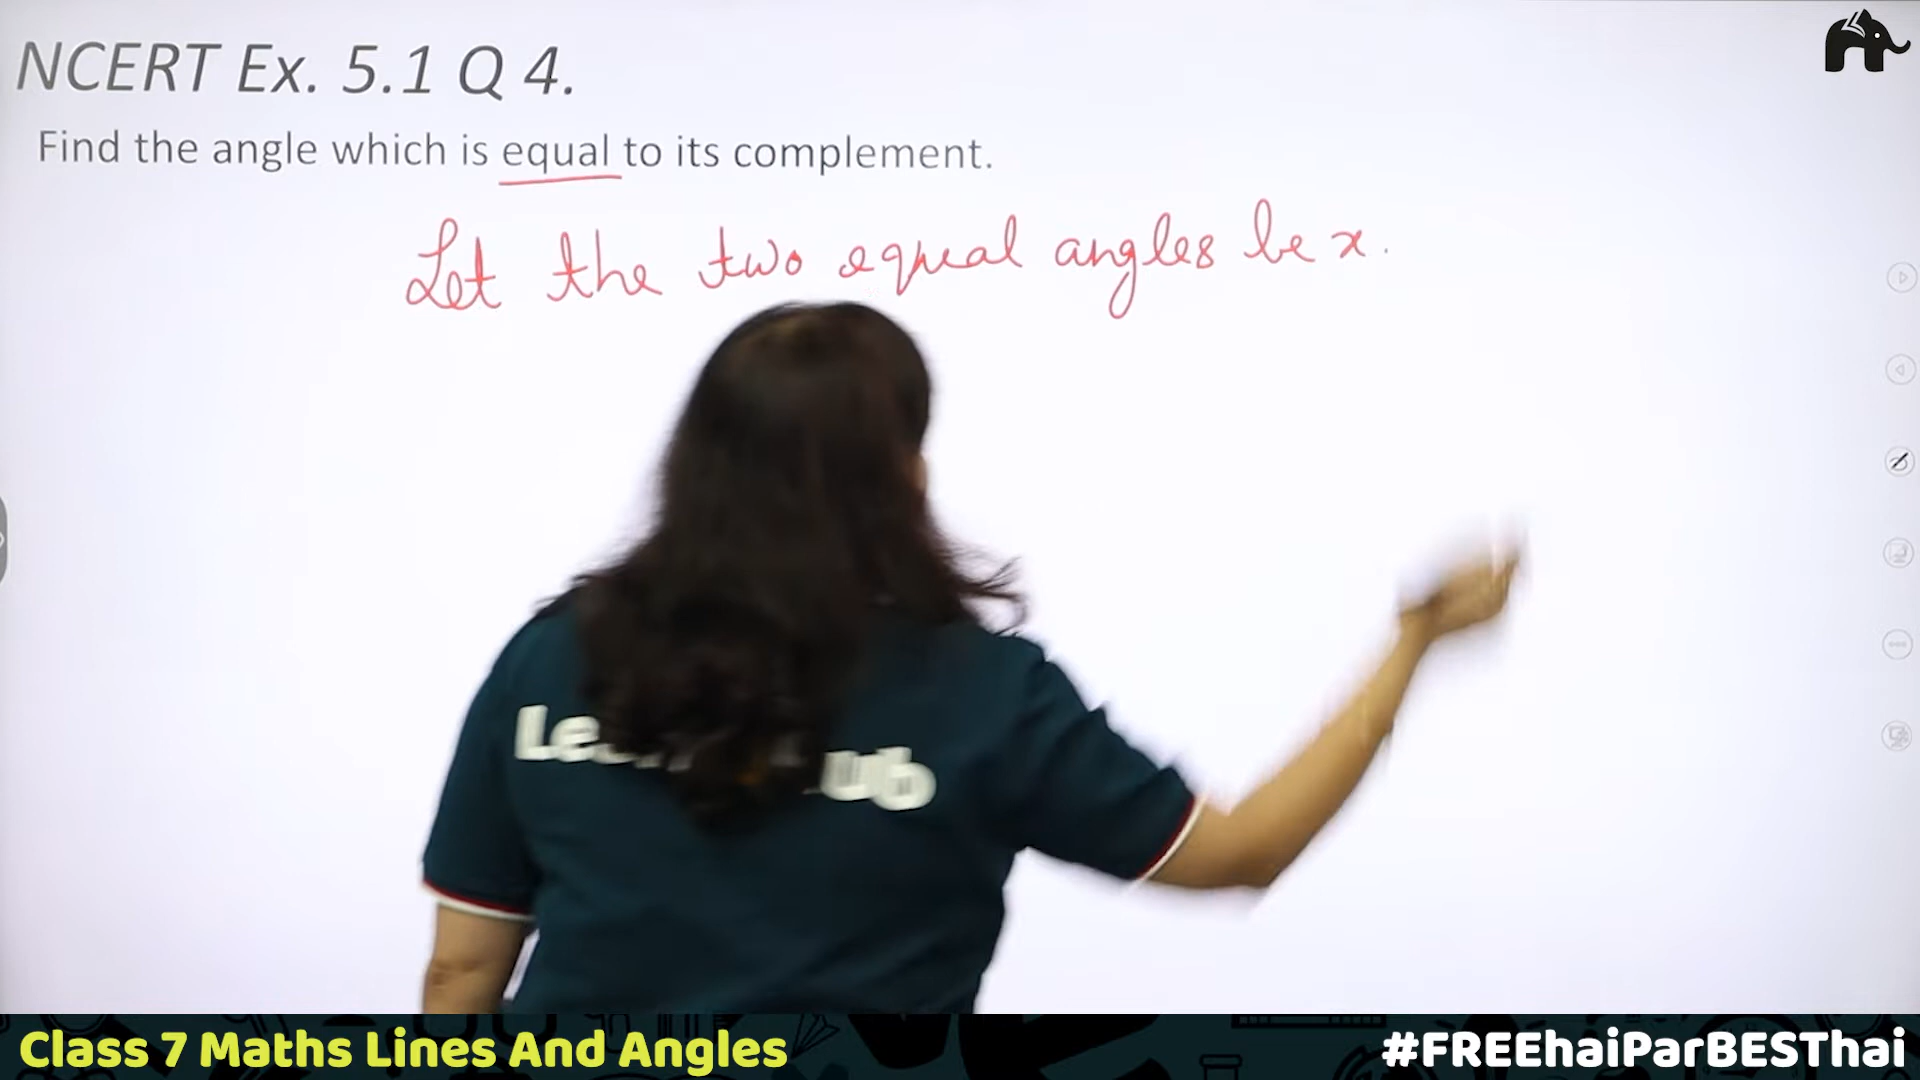 NCERT Ex. 5.1 Q 4.
Find the angle which is equal to its complement.
Let the two equal angles be x.
Class 7 Maths Lines And Angles
#FREEhaiParBESThai